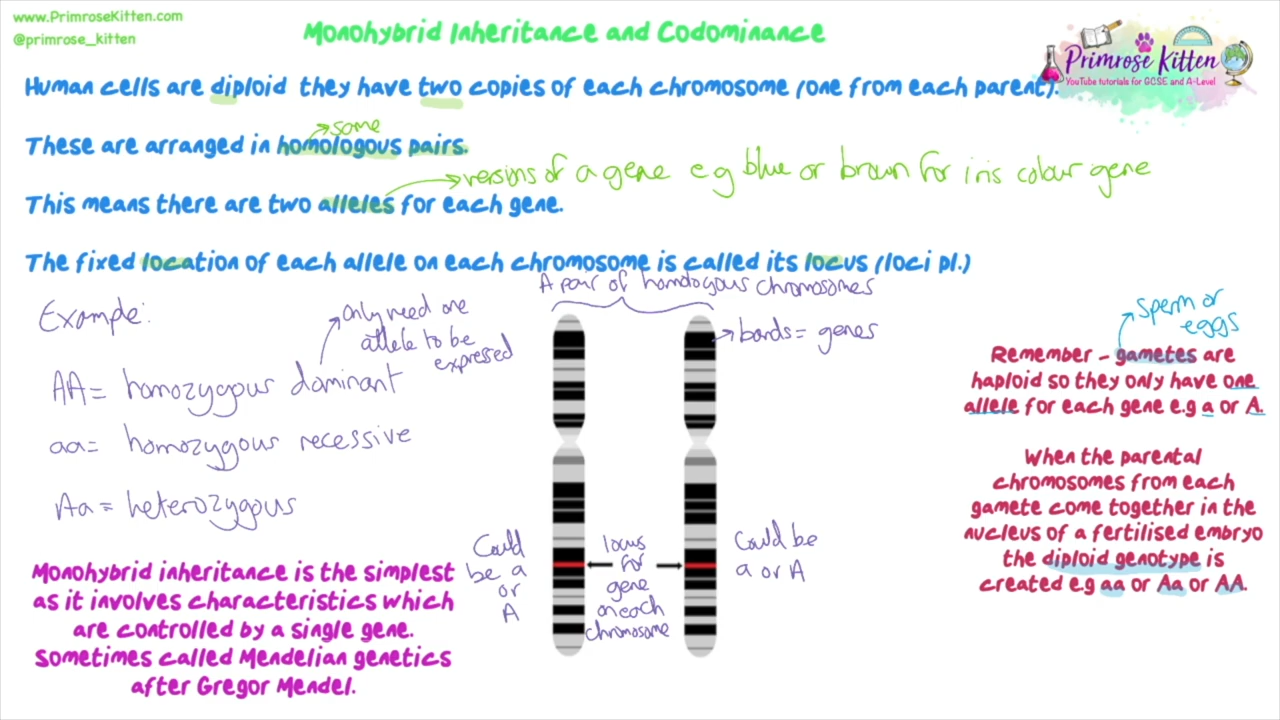 www.PrimroseKitten.com
@primrose_kitten
Monohybrid Inheritance and Codominance
Primrose Kitten
YouTube tutorials for GCSE and A-Level
Human cells are diploid they have two copies of each chromosome (one from each parent).
same
These are arranged in homologous pairs.
versions of a gene e.g blue or brown for iris colour gene
This means there are two alleles for each gene.
The fixed location of each allele on each chromosome is called its locus (loci pl.)
Example:
only need one
allele to be
expressed
AA = homozygous dominant
aa = homozygous recessive
Aa = heterozygous
Monohybrid inheritance is the simplest
as it involves characteristics which
are controlled by a single gene.
Sometimes called Mendelian genetics
after Gregor Mendel.
A pair of homologous chromosomes
bands = genes
Could
be a
or
A
locus
for
gene
on each
chromosome
Could be
a or A
sperm or
eggs
Remember - gametes are
haploid so they only have one
allele for each gene e.g a or A.
When the parental
chromosomes from each
gamete come together in the
nucleus of a fertilised embryo
the diploid genotype is
created e.g aa or Aa or AA.